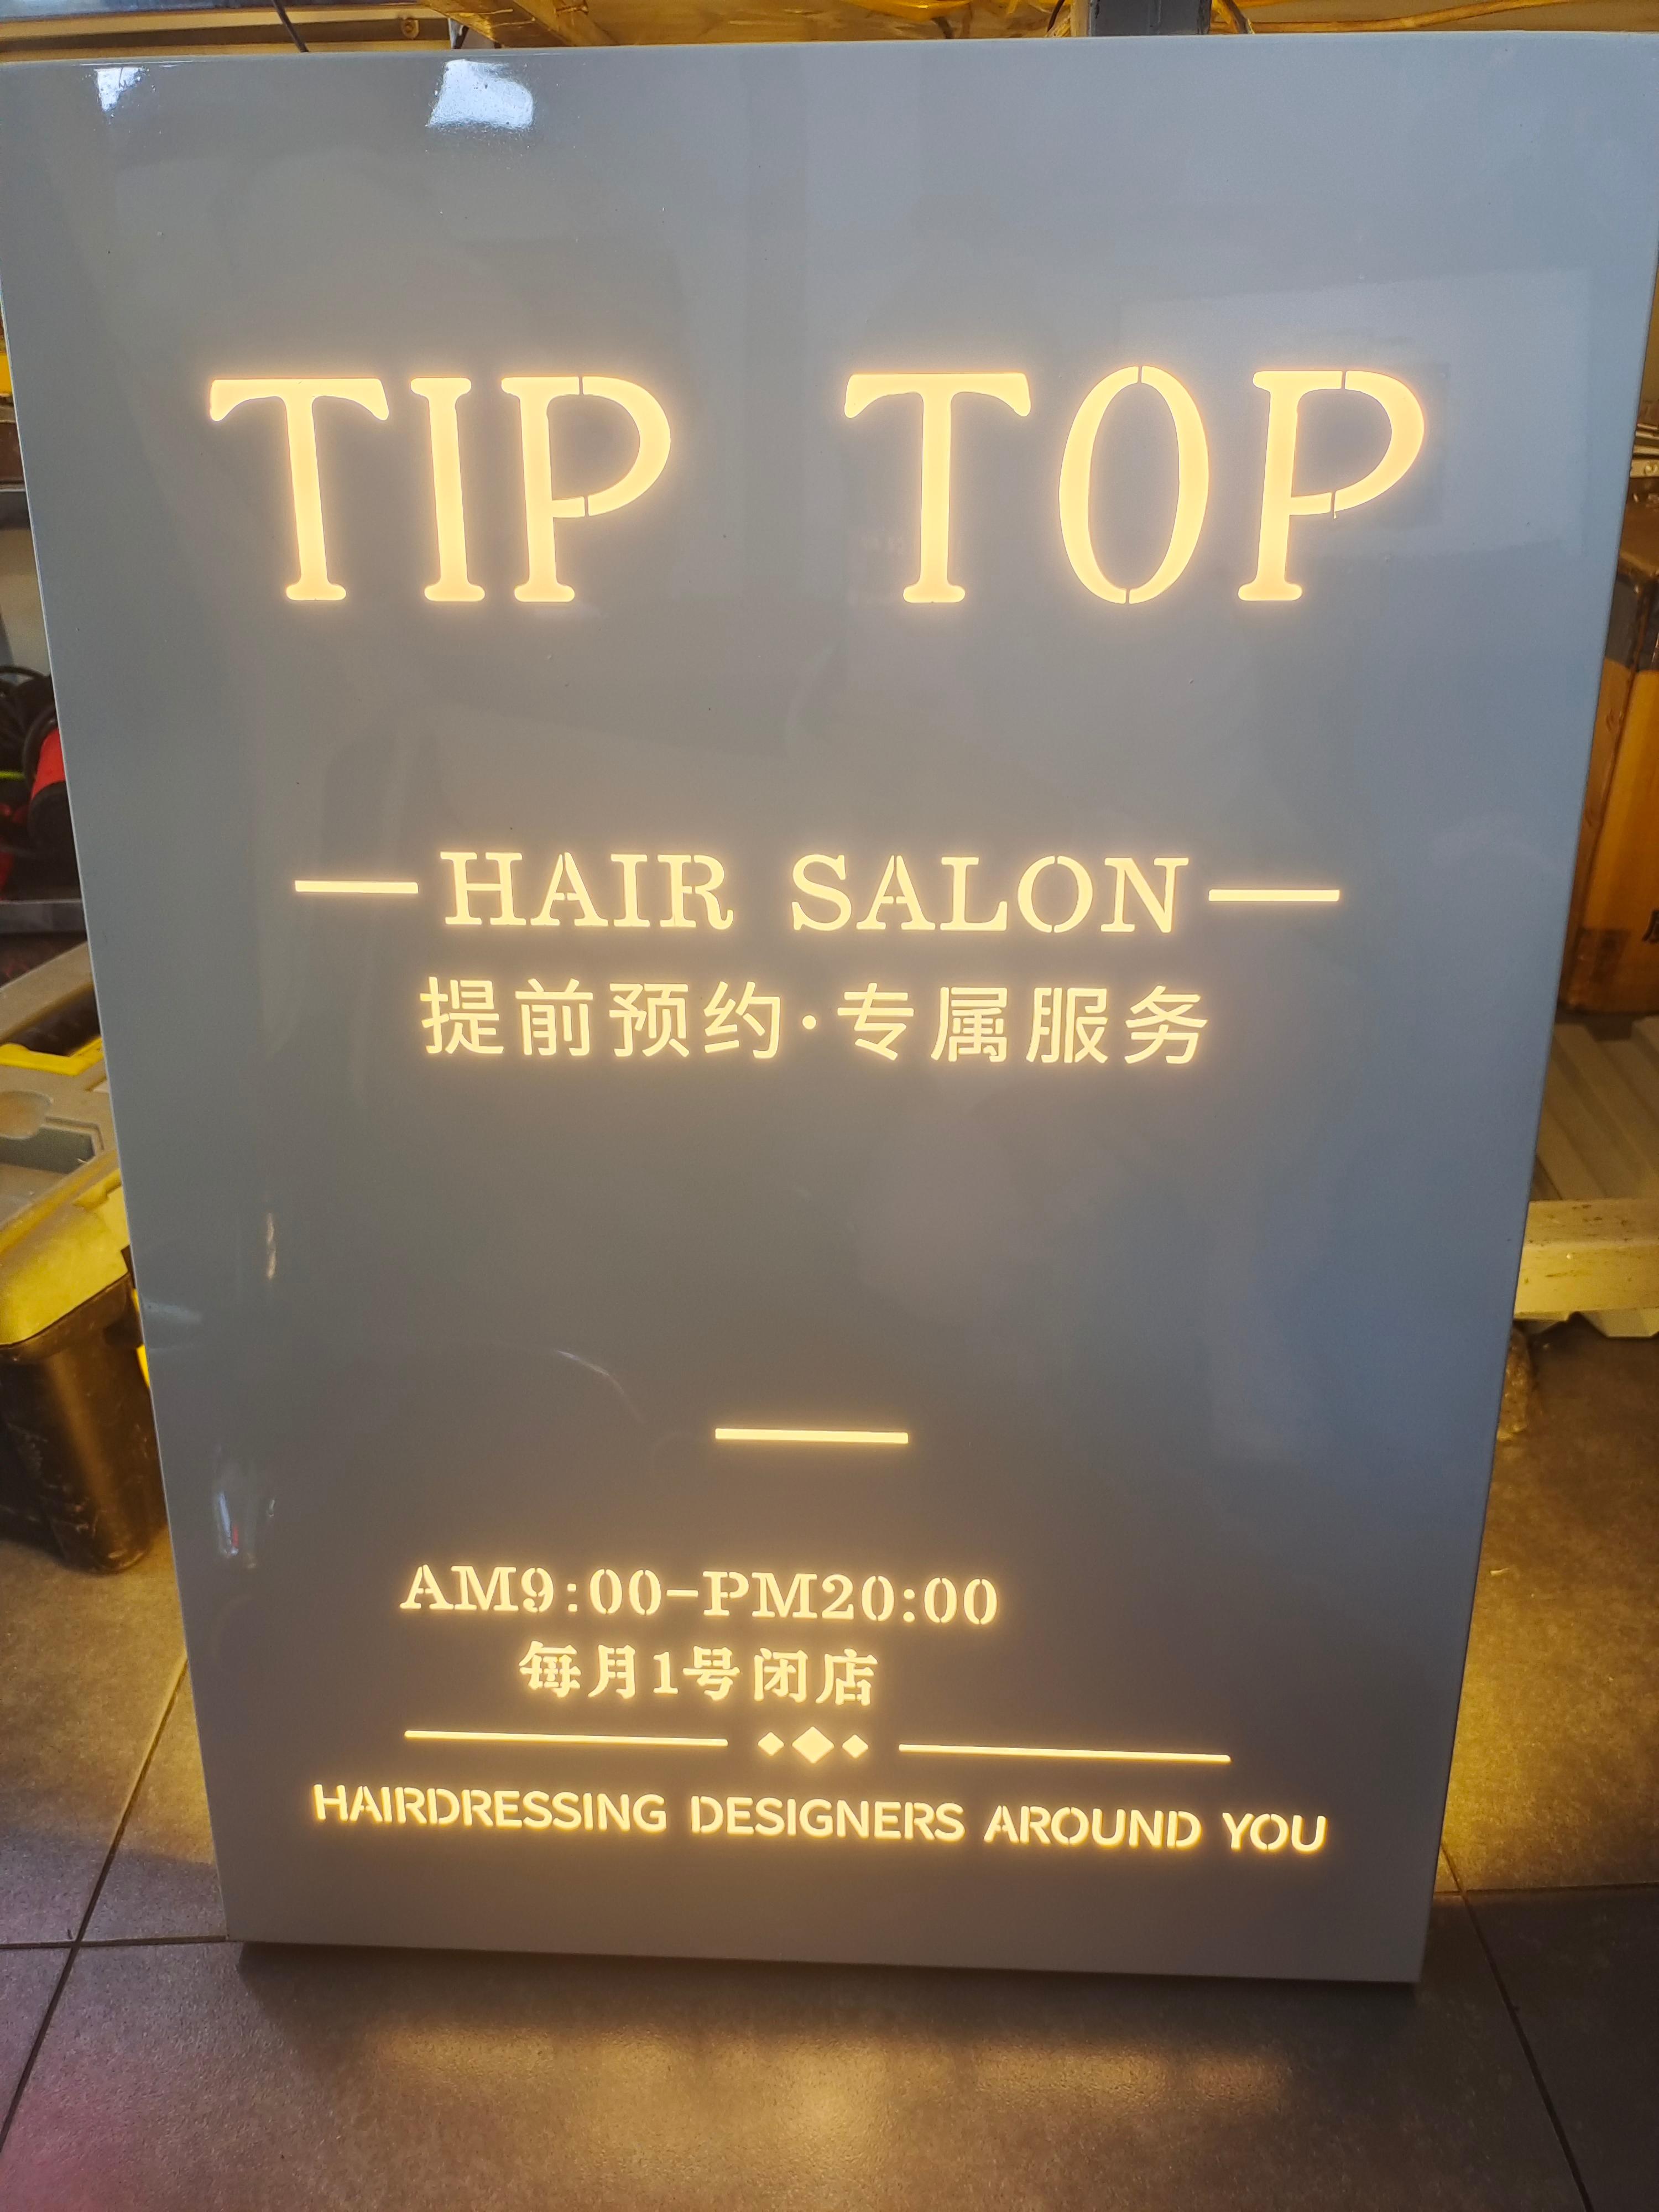 TIP TOP
HAIR SALON
提前预约·专属服务
AM9:00-PM20:00
每月1号闭店
HAIRDRESSING DESIGNERS AROUND YOU